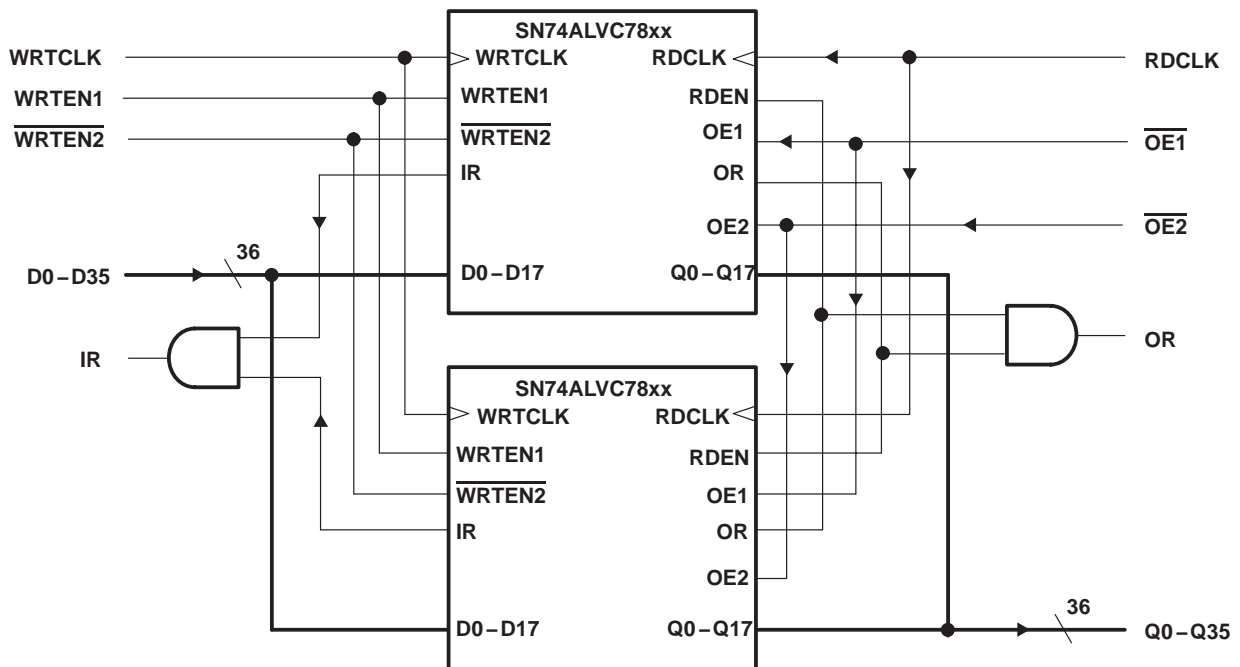 SN74ALVC78xx
WRTCLK
WRTCLK
RDCLK
RDCLK
WRTEN1
WRTEN1
RDEN
WRTEN2
WRTEN2
OE1
OE1
IR
OR
OE2
OE2
36
D0–D35
D0–D17
Q0–Q17
IR
OR
SN74ALVC78xx
WRTCLK
RDCLK
WRTEN1
RDEN
WRTEN2
OE1
IR
OR
OE2
36
D0–D17
Q0–Q17
Q0–Q35